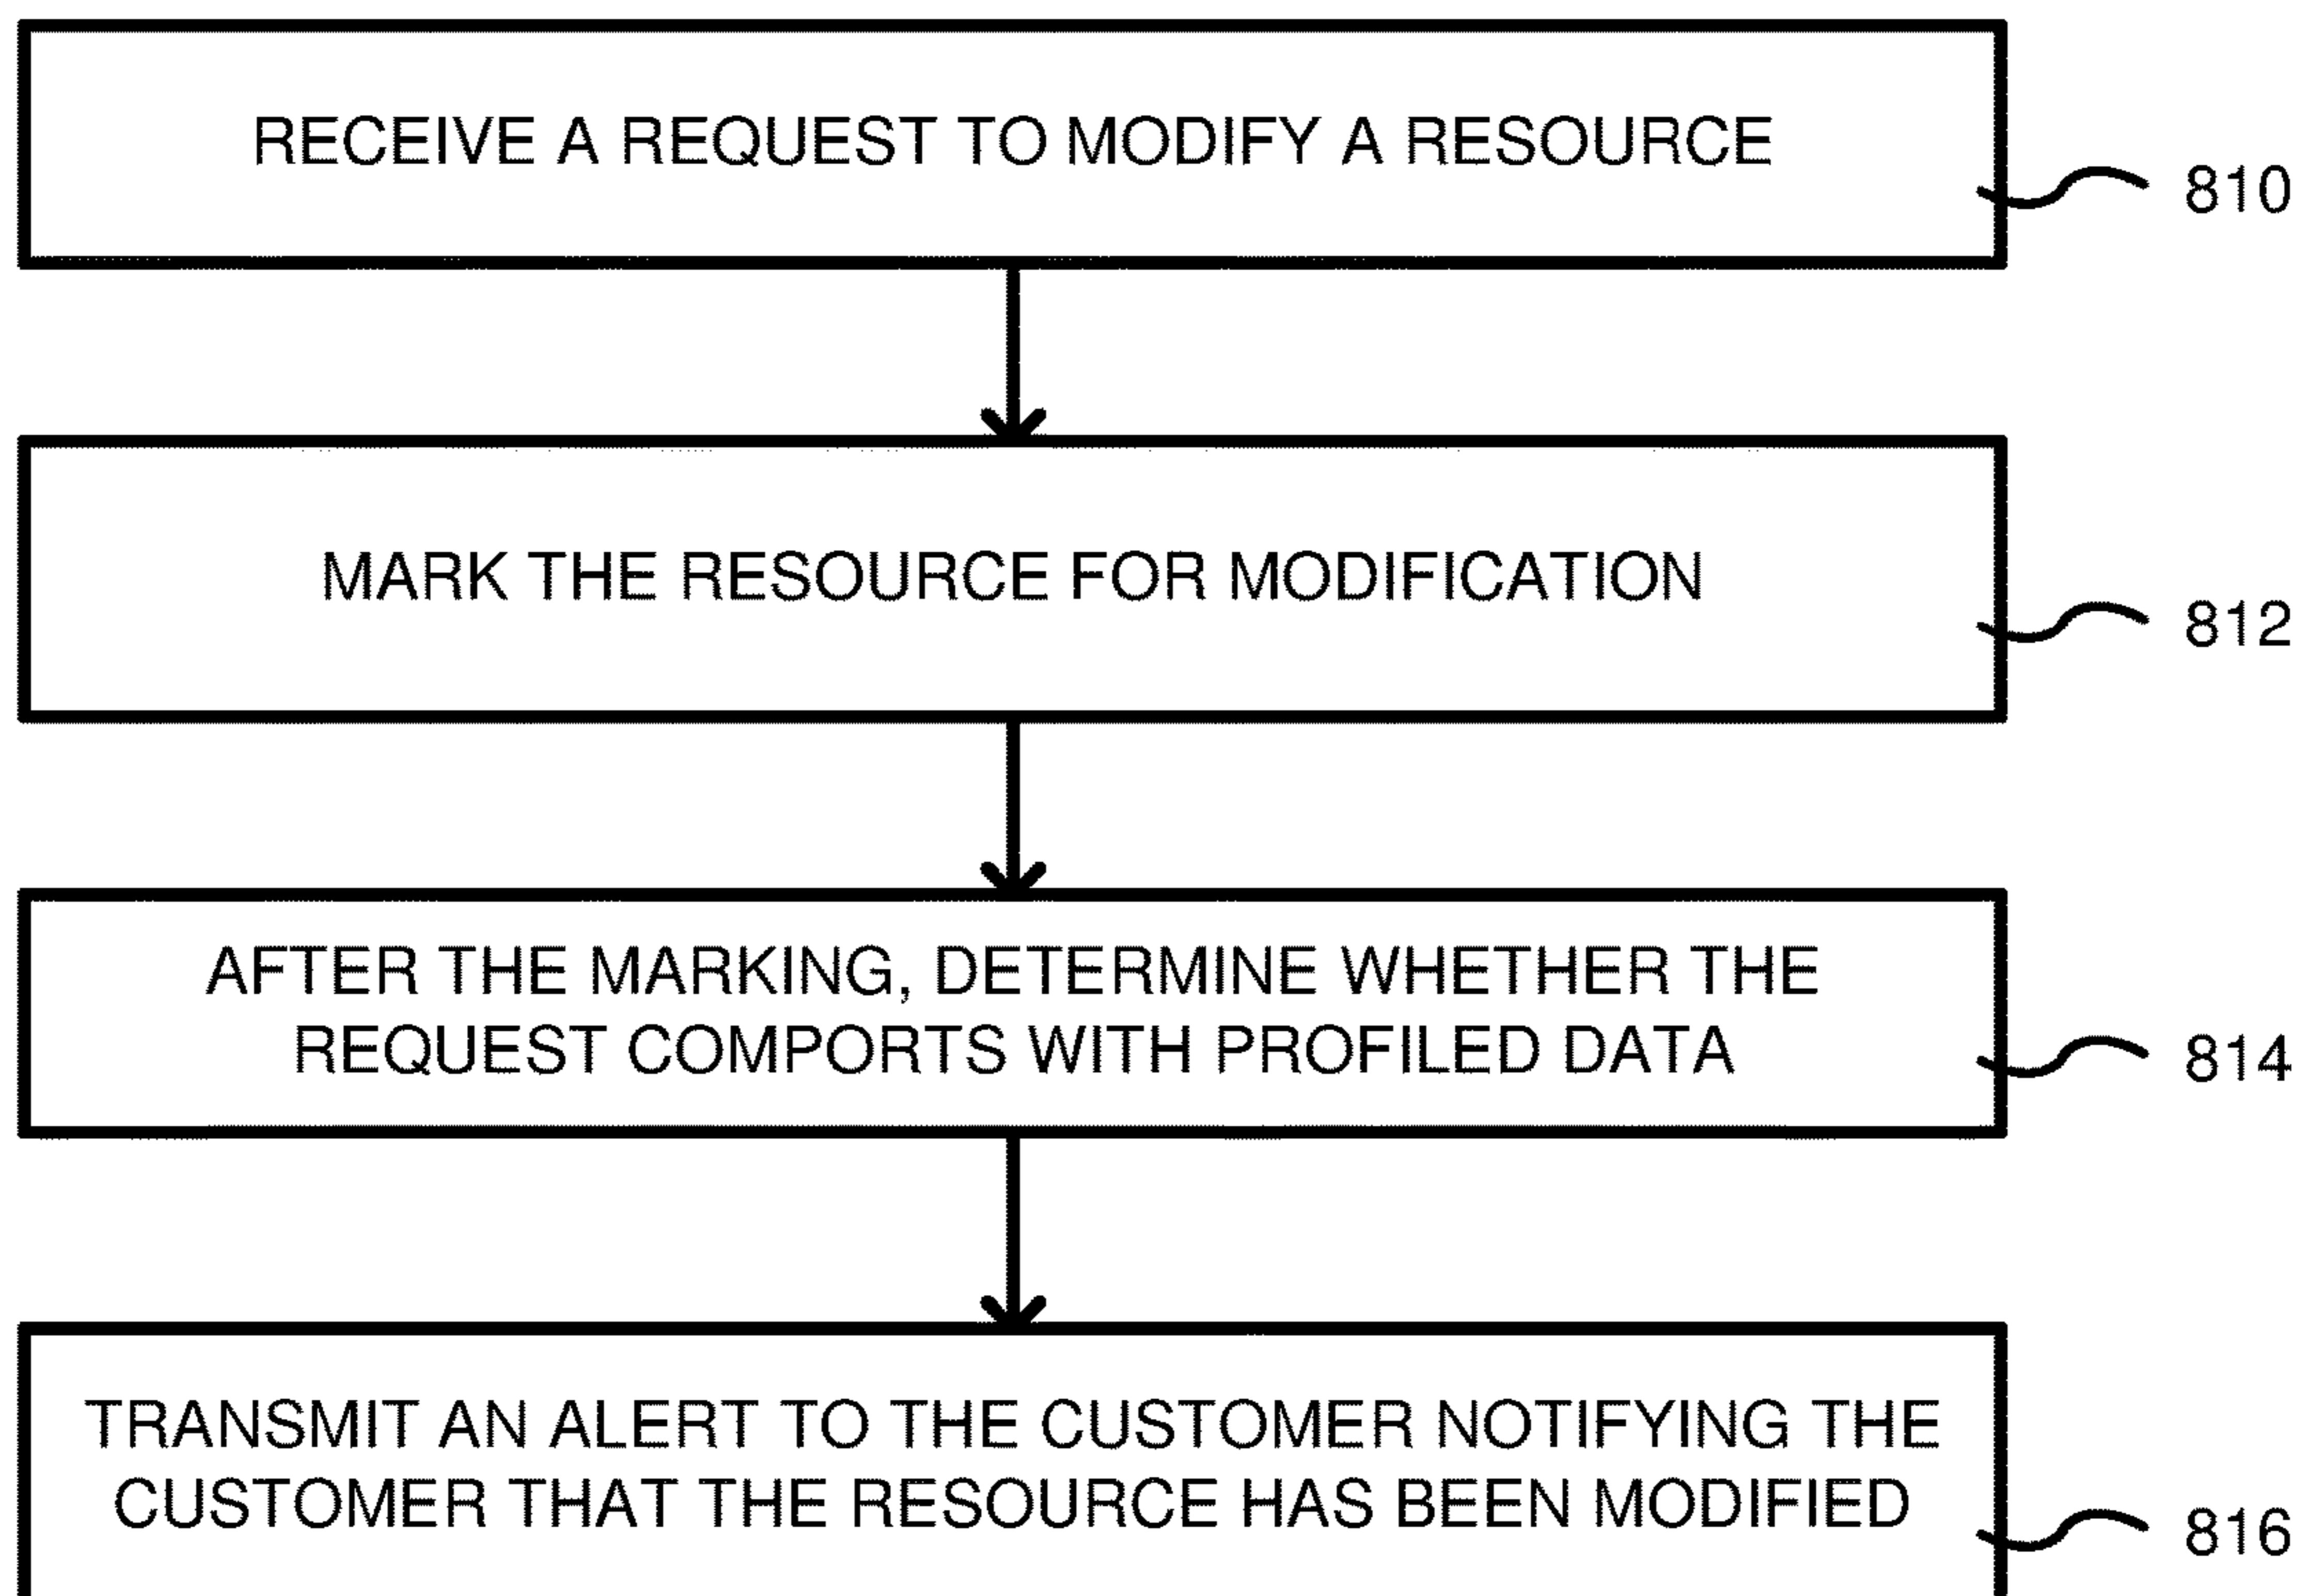 RECEIVE A REQUEST TO MODIFY A RESOURCE
810
MARK THE RESOURCE FOR MODIFICATION
812
AFTER THE MARKING, DETERMINE WHETHER THE
REQUEST COMPORTS WITH PROFILED DATA
814
TRANSMIT AN ALERT TO THE CUSTOMER NOTIFYING THE
CUSTOMER THAT THE RESOURCE HAS BEEN MODIFIED
816